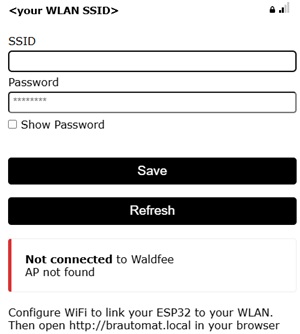 <your WLAN SSID>
SSID
Password
********
Show Password
Save
Refresh
Not connected to Waldfee
AP not found
Configure WiFi to link your ESP32 to your WLAN.
Then open http://brautomat.local in your browser